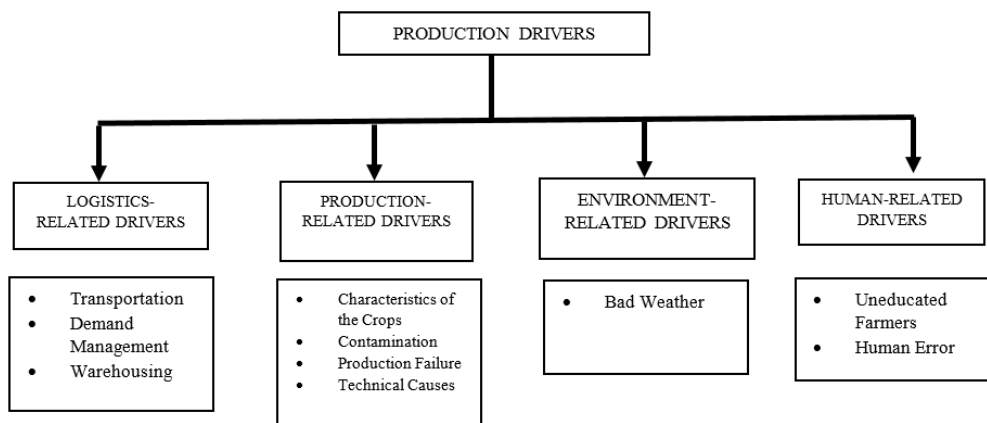 PRODUCTION DRIVERS
LOGISTICS-
RELATED DRIVERS
PRODUCTION-
RELATED DRIVERS
ENVIRONMENT-
RELATED DRIVERS
HUMAN-RELATED
DRIVERS
• Transportation
• Demand
Management
• Warehousing
• Characteristics of
the Crops
• Contamination
• Production Failure
• Technical Causes
• Bad Weather
• Uneducated
Farmers
• Human Error